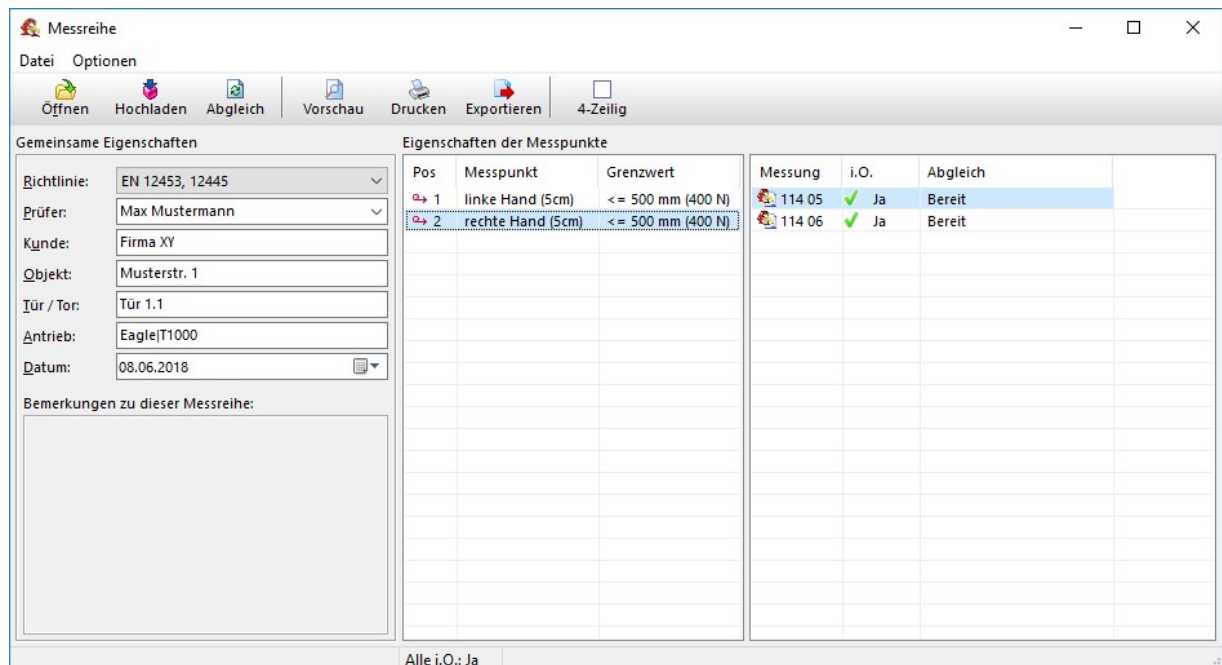 Messreihe
Datei Optionen
Öffnen Hochladen Abgleich Vorschau Drucken Exportieren 4-Zeilig
Gemeinsame Eigenschaften
Richtlinie: EN 12453, 12445
Prüfer: Max Mustermann
Kunde: Firma XY
Objekt: Musterstr. 1
Tür / Tor: Tür 1.1
Antrieb: Eagle|T1000
Datum: 08.06.2018
Bemerkungen zu dieser Messreihe:
Eigenschaften der Messpunkte
Pos Messpunkt Grenzwert
1 linke Hand (5cm) <= 500 mm (400 N)
2 rechte Hand (5cm) <= 500 mm (400 N)
Messung i.O. Abgleich
114 05 Ja Bereit
114 06 Ja Bereit
Alle i.O.: Ja